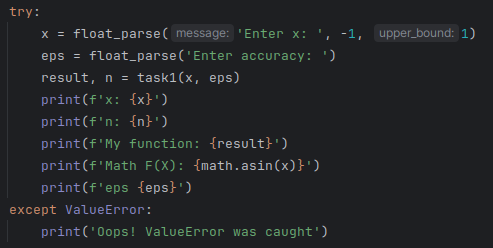 try:
    x = float_parse( message: 'Enter x: ', -1, upper_bound: 1)
    eps = float_parse('Enter accuracy: ')
    result, n = task1(x, eps)
    print(f'x: {x}')
    print(f'n: {n}')
    print(f'My function: {result}')
    print(f'Math F(X): {math.asin(x)}')
    print(f'eps {eps}')
except ValueError:
    print('Oops! ValueError was caught')